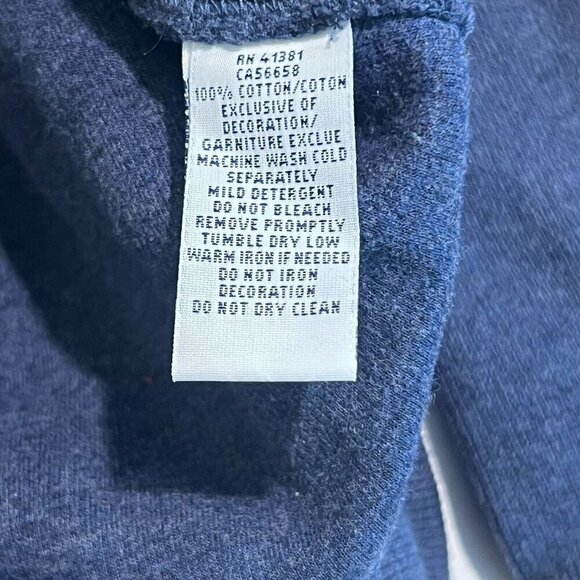 RN 41381
CA56658
100% COTTON/COTON
EXCLUSIVE OF
DECORATION/
GARNITURE EXCLUE
MACHINE WASH COLD
SEPARATELY
MILD DETERGENT
DO NOT BLEACH
REMOVE PROMPTLY
TUMBLE DRY LOW
WARM IRON IF NEEDED
DO NOT IRON
DECORATION
DO NOT DRY CLEAN